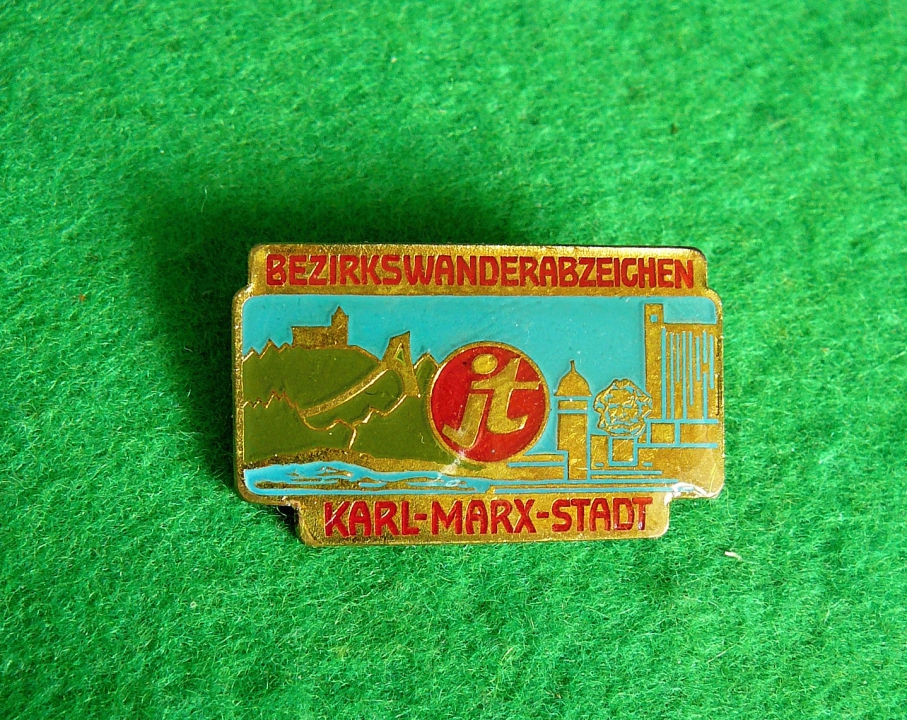 BEZIRKSWANDERABZEICHEN
jt
KARL-MARX-STADT